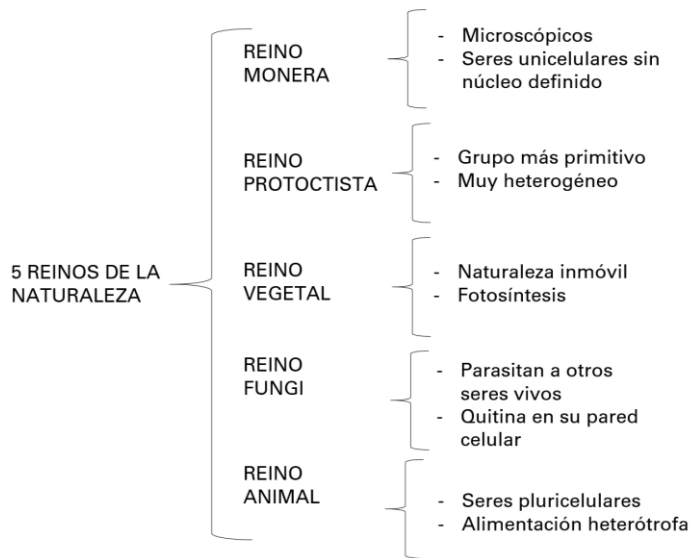 5 REINOS DE LA
NATURALEZA
REINO
MONERA
- Microscópicos
- Seres unicelulares sin
núcleo definido
REINO
PROTOCTISTA
- Grupo más primitivo
- Muy heterogéneo
REINO
VEGETAL
- Naturaleza inmóvil
- Fotosíntesis
REINO
FUNGI
- Parasitan a otros
seres vivos
- Quitina en su pared
celular
REINO
ANIMAL
- Seres pluricelulares
- Alimentación heterótrofa